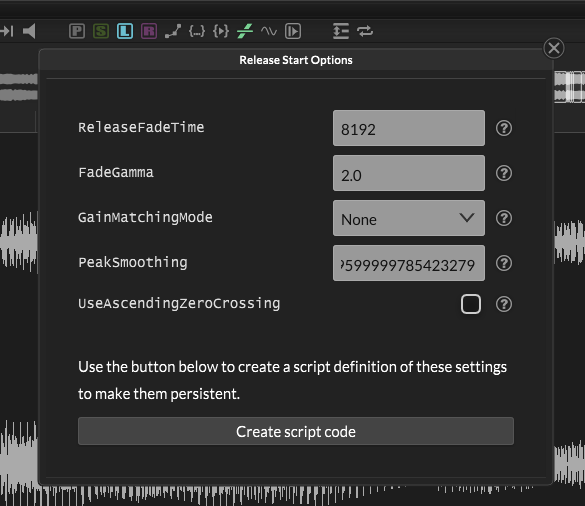 P S L R
Release Start Options
ReleaseFadeTime 8192
FadeGamma 2.0
GainMatchingMode None
PeakSmoothing 9599999785423279
UseAscendingZeroCrossing
Use the button below to create a script definition of these settings
to make them persistent.
Create script code